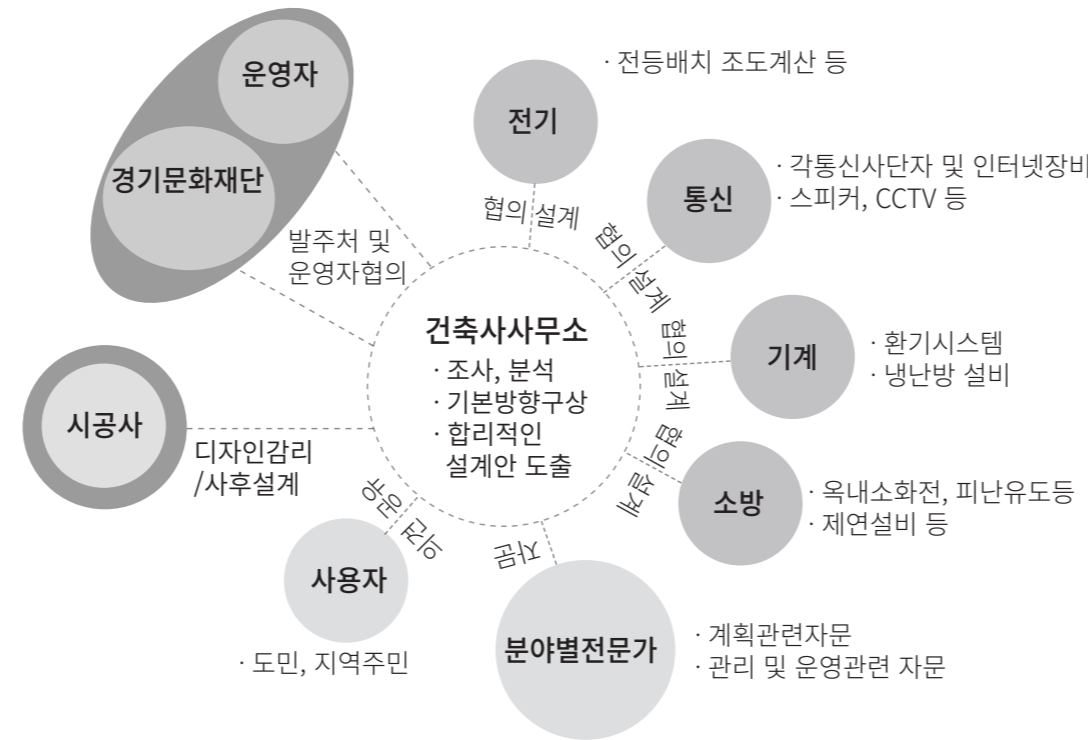 운영자
경기문화재단
발주처 및
운영자협의
전기
· 전등배치 조도계산 등
협의 설계
통신
· 각통신사단자 및 인터넷장비
· 스피커, CCTV 등
협의 설계
기계
· 환기시스템
· 냉난방 설비
협의 설계
소방
· 옥내소화전, 피난유도등
· 제연설비 등
협의 설계
건축사사무소
· 조사, 분석
· 기본방향구상
· 합리적인
설계안 도출
시공사
디자인감리
/사후설계
사용자
· 도민, 지역주민
의견
분야별전문가
· 계획관련자문
· 관리 및 운영관련 자문
자문